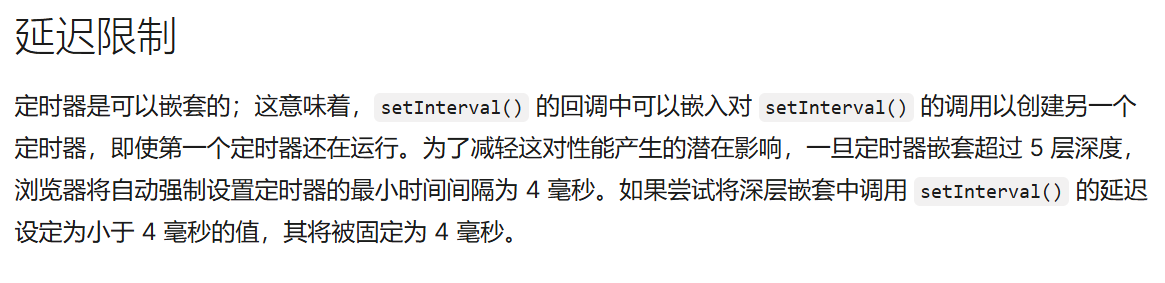 延迟限制
定时器是可以嵌套的；这意味着，setInterval() 的回调中可以嵌入对 setInterval() 的调用以创建另一个
定时器，即使第一个定时器还在运行。为了减轻这对性能产生的潜在影响，一旦定时器嵌套超过 5 层深度，
浏览器将自动强制设置定时器的最小时间间隔为 4 毫秒。如果尝试将深层嵌套中调用 setInterval() 的延迟
设定为小于 4 毫秒的值，其将被固定为 4 毫秒。